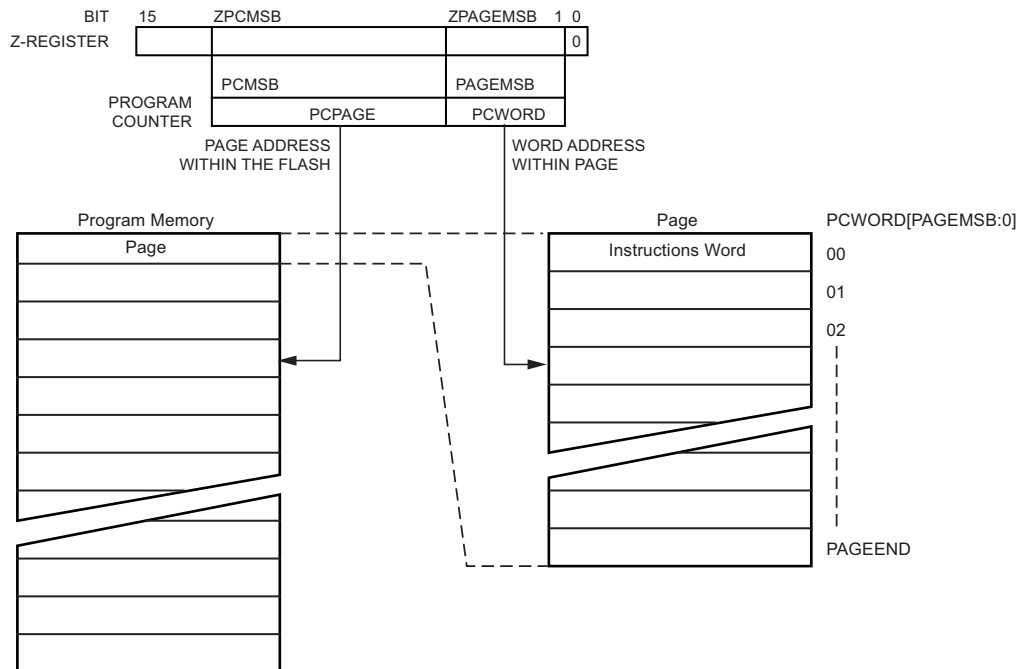 BIT 15 ZPCMSB ZPAGEMSB 1 0
Z-REGISTER 0
PCMSB PAGEMSB
PROGRAM
COUNTER
PCPAGE PCWORD
PAGE ADDRESS
WITHIN THE FLASH
WORD ADDRESS
WITHIN PAGE
Program Memory
Page
Page
Instructions Word
PCWORD[PAGEMSB:0]
00
01
02
PAGEEND